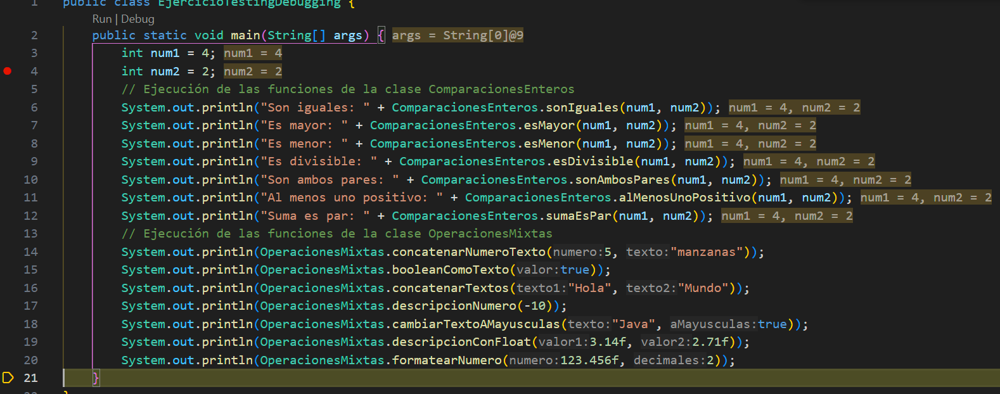 1 public class EjercicioTestingDebugging {
Run | Debug
2 public static void main(String[] args) { args = String[0]@9
3 int num1 = 4; num1 = 4
4 int num2 = 2; num2 = 2
5 // Ejecución de las funciones de la clase ComparacionesEnteros
6 System.out.println("Son iguales: " + ComparacionesEnteros.sonIguales(num1, num2)); num1 = 4, num2 = 2
7 System.out.println("Es mayor: " + ComparacionesEnteros.esMayor(num1, num2)); num1 = 4, num2 = 2
8 System.out.println("Es menor: " + ComparacionesEnteros.esMenor(num1, num2)); num1 = 4, num2 = 2
9 System.out.println("Es divisible: " + ComparacionesEnteros.esDivisible(num1, num2)); num1 = 4, num2 = 2
10 System.out.println("Son ambos pares: " + ComparacionesEnteros.sonAmbosPares(num1, num2)); num1 = 4, num2 = 2
11 System.out.println("Al menos uno positivo: " + ComparacionesEnteros.alMenosUnoPositivo(num1, num2)); num1 = 4, num2 = 2
12 System.out.println("Suma es par: " + ComparacionesEnteros.sumaEsPar(num1, num2)); num1 = 4, num2 = 2
13 // Ejecución de las funciones de la clase OperacionesMixtas
14 System.out.println(OperacionesMixtas.concatenarNumeroTexto(numero:5, texto:"manzanas"));
15 System.out.println(OperacionesMixtas.booleanComoTexto(valor:true));
16 System.out.println(OperacionesMixtas.concatenarTextos(texto1:"Hola", texto2:"Mundo"));
17 System.out.println(OperacionesMixtas.descripcionNumero(-10));
18 System.out.println(OperacionesMixtas.cambiarTextoAMayusculas(texto:"Java", aMayusculas:true));
19 System.out.println(OperacionesMixtas.descripcionConFloat(valor1:3.14f, valor2:2.71f));
20 System.out.println(OperacionesMixtas.formatearNumero(numero:123.456f, decimales:2));
21 }